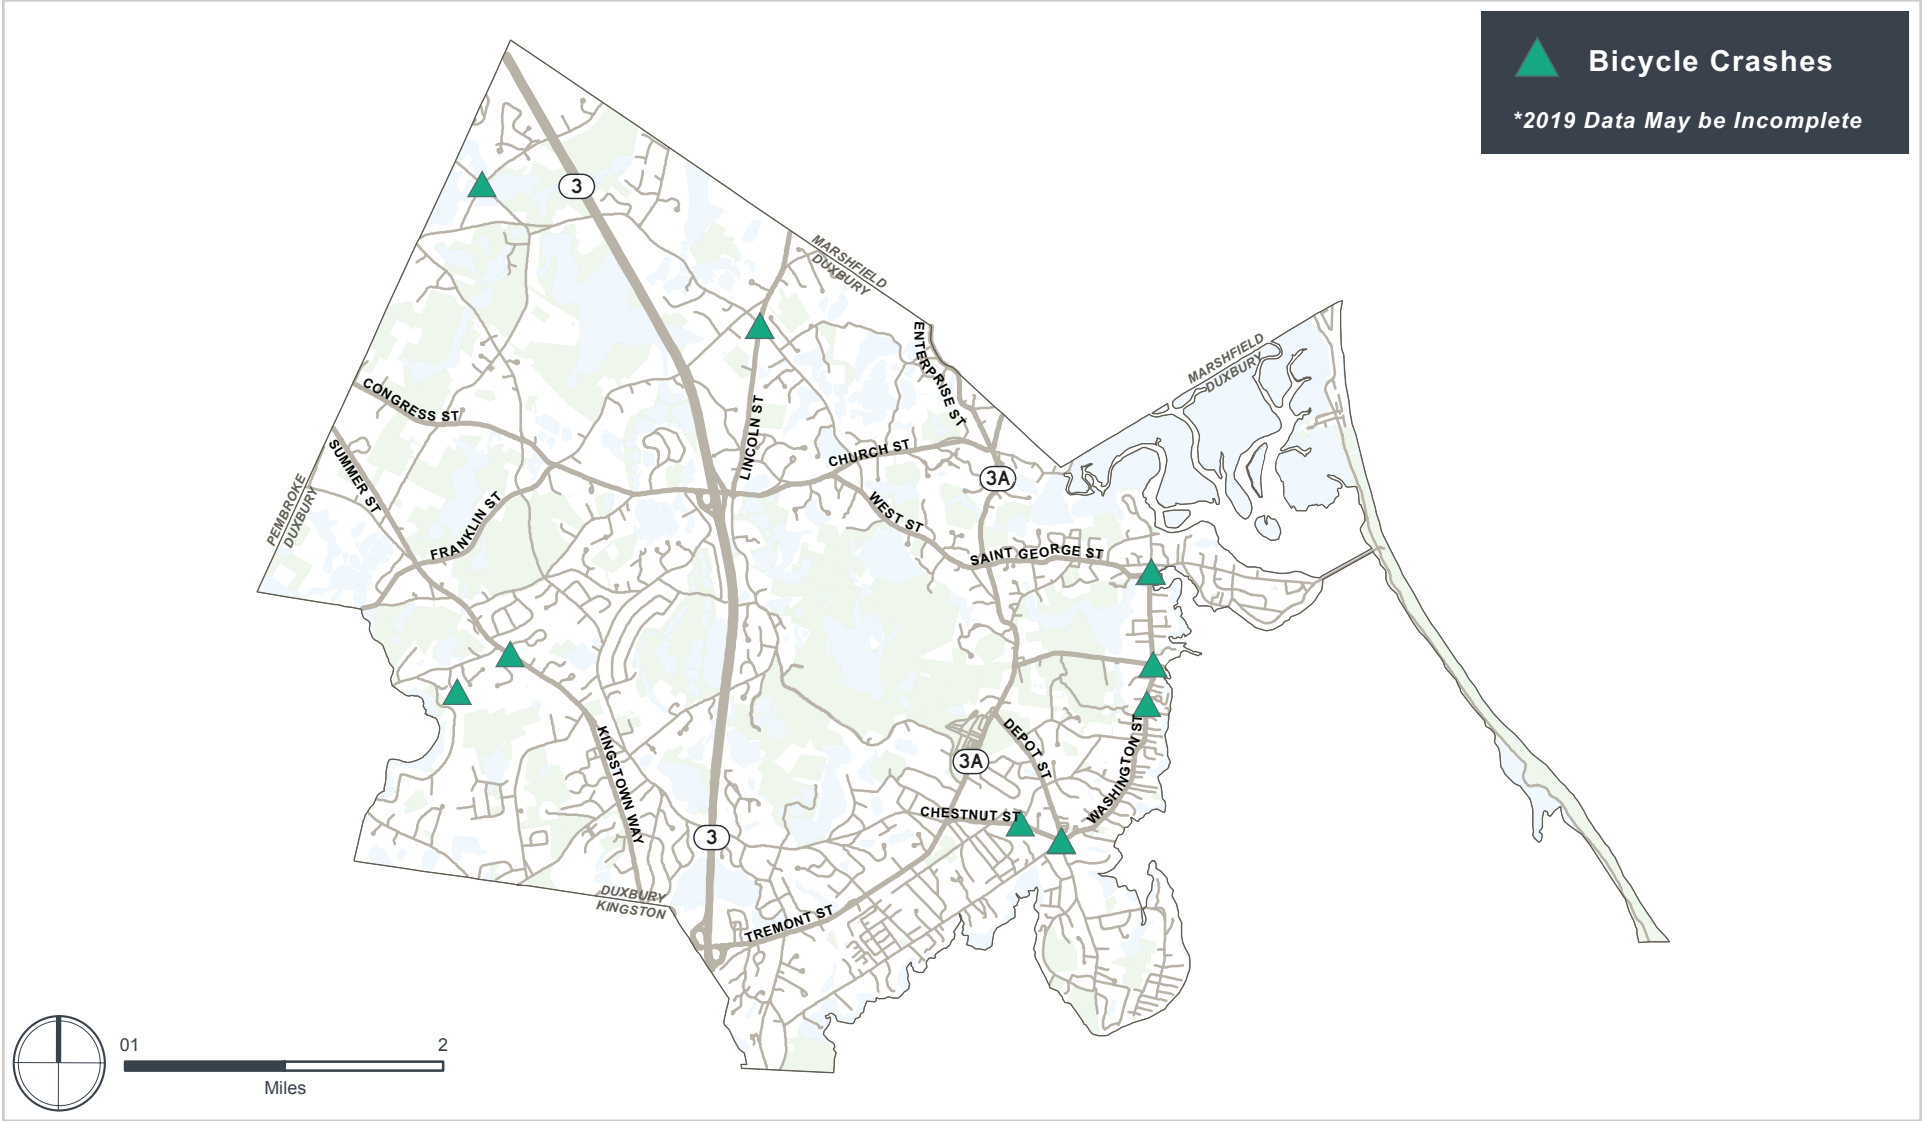 Bicycle Crashes
*2019 Data May be Incomplete
3
MARSHFIELD
DUXBURY
ENTERPRISE ST
MARSHFIELD
DUXBURY
CONGRESS ST
LINCOLN ST
SUMMER ST
CHURCH ST
3A
PEMBROKE
DUXBURY
FRANKLIN ST
WEST ST
SAINT GEORGE ST
KINGSTOWN WAY
DEPOT ST
WASHINGTON ST
3A
CHESTNUT ST
3
DUXBURY
KINGSTON
TREMONT ST
01 2
Miles